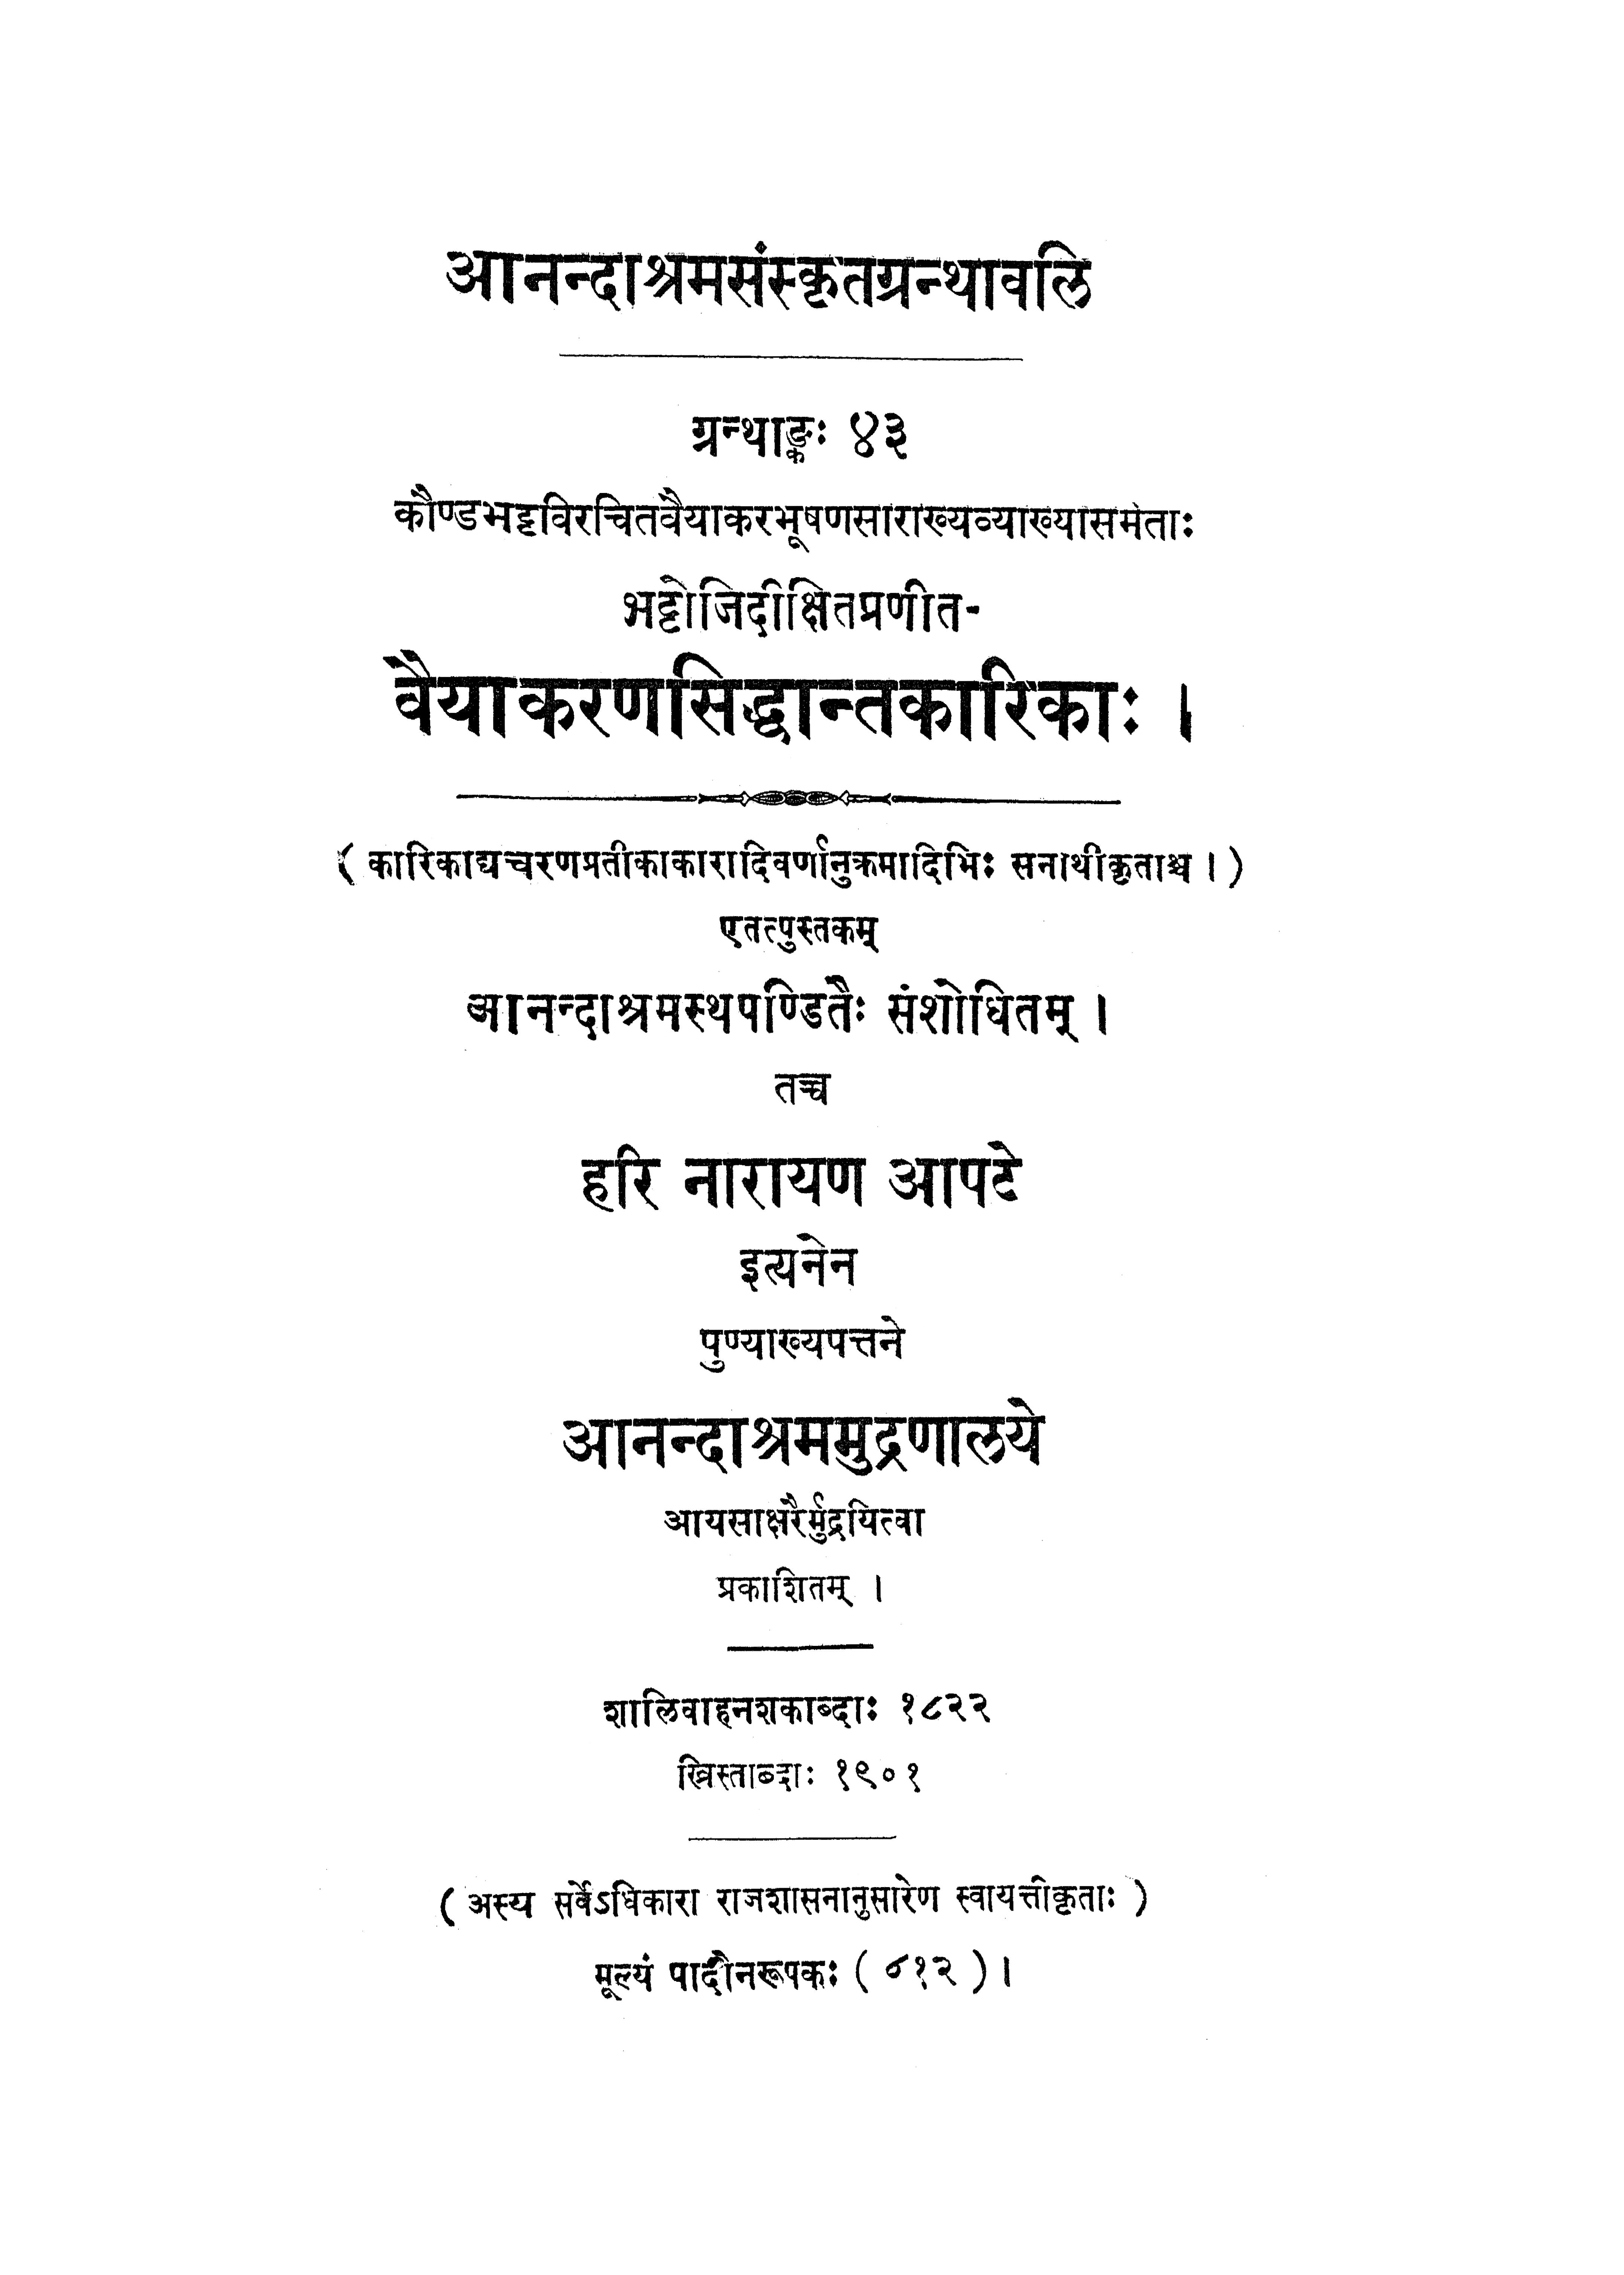 आनन्दाश्रमसंस्कृतग्रन्थावलि
ग्रन्थाङ्कः ४३
कौण्डभट्टविरचितवैयाकरभूषणसाराख्यव्याख्यासमेताः
भट्टोजिदीक्षितप्रणीत-
वैयाकरणसिद्धान्तकारिकाः ।
( कारिकाद्यचरणप्रतीकाकारादिवर्णानुक्रमादिभिः सनाथीकृताश्च । )
एतत्पुस्तकम्
आनन्दाश्रमस्थपण्डितैः संशोधितम् ।
तच्च
हरि नारायण आपटे
इत्यनेन
पुण्याख्यपत्तने
आनन्दाश्रममुद्रणालये
आयसाक्षरैर्मुद्रयित्वा
प्रकाशितम् ।
शालिवाहनशकाब्दाः १८२२
ख्रिस्ताब्दाः १९०१
( अस्य सर्वेऽधिकारा राजशासनानुसारेण स्वायत्तीकृताः )
मूल्यं पादोनरूपकः ( ८१२ ) ।